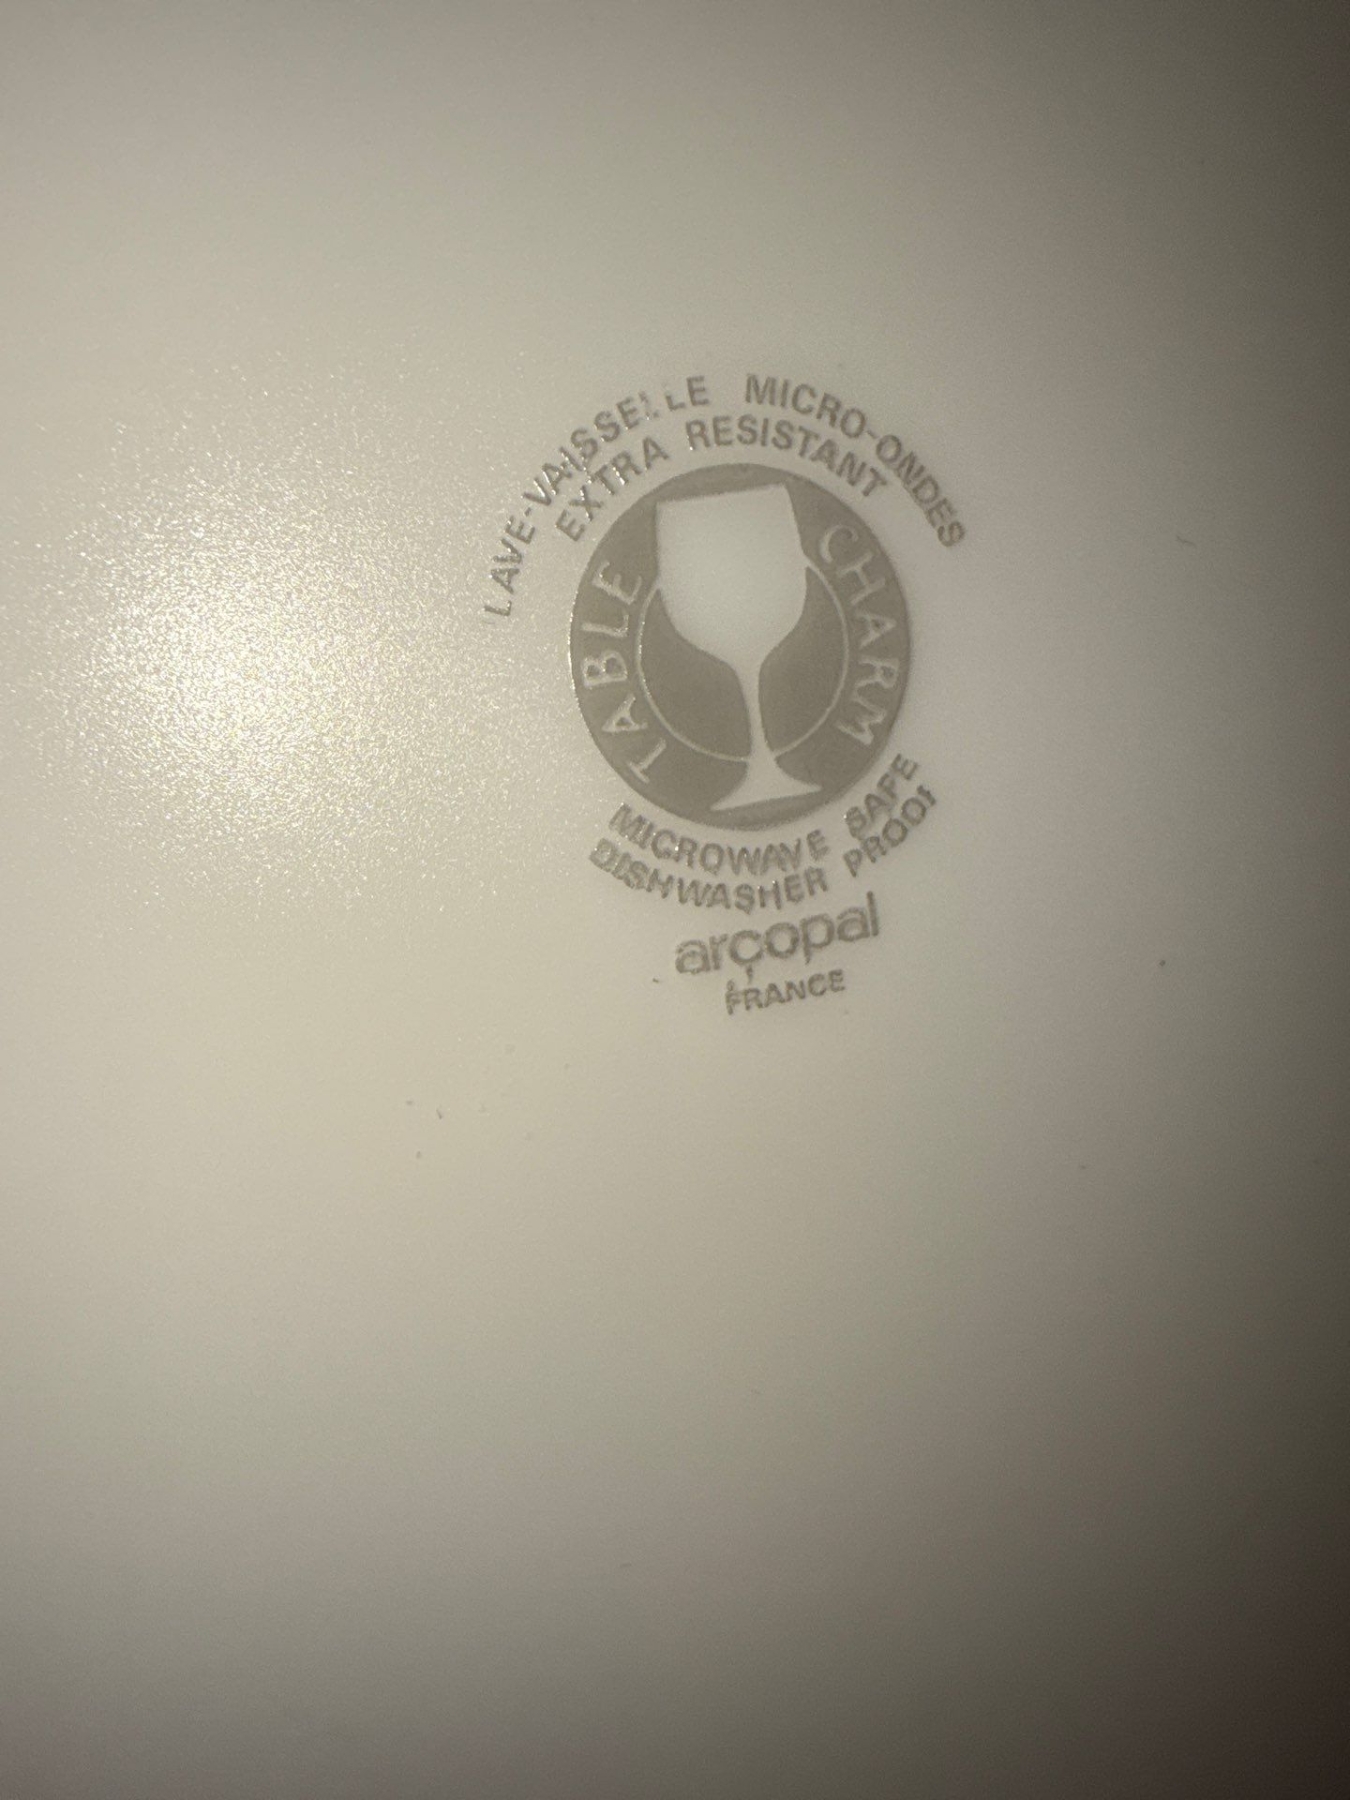 LAVE-VAISSELLE MICRO-ONDES
EXTRA RESISTANT
TABLE CHARM
MICROWAVE SAFE
DISHWASHER PROOF
arçopal
FRANCE